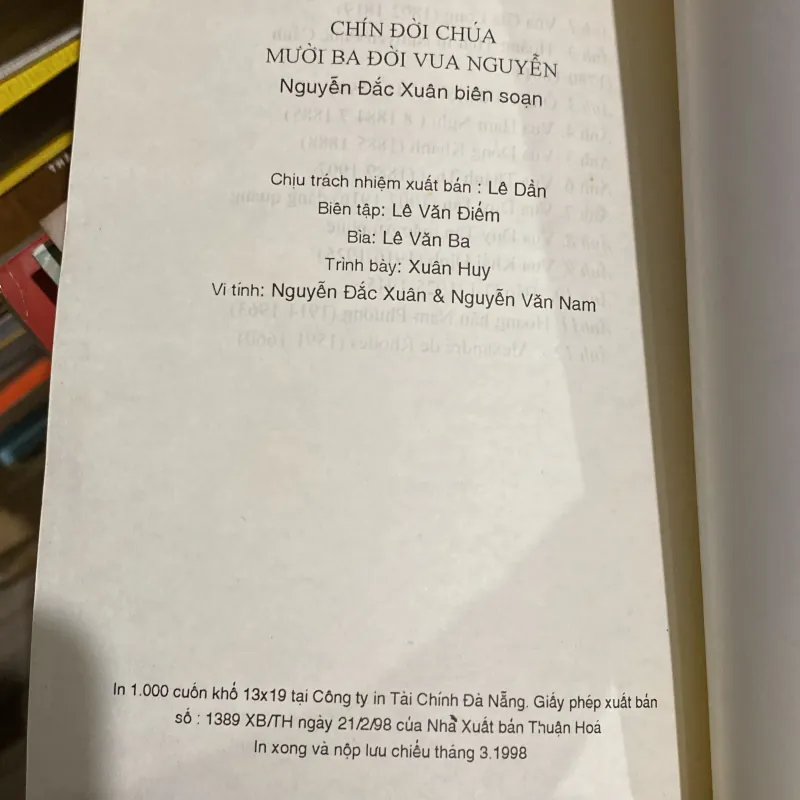 CHÍN ĐỜI CHÚA
MƯỜI BA ĐỜI VUA NGUYỄN
Nguyễn Đắc Xuân biên soạn
Chịu trách nhiệm xuất bản : Lê Dần
Biên tập: Lê Văn Điếm
Bìa: Lê Văn Ba
Trình bày: Xuân Huy
Vi tính: Nguyễn Đắc Xuân & Nguyễn Văn Nam
In 1.000 cuốn khổ 13x19 tại Công ty in Tài Chính Đà Nẵng. Giấy phép xuất bản
số : 1389 XB/TH ngày 21/2/98 của Nhà Xuất bản Thuận Hoá
In xong và nộp lưu chiểu tháng 3.1998